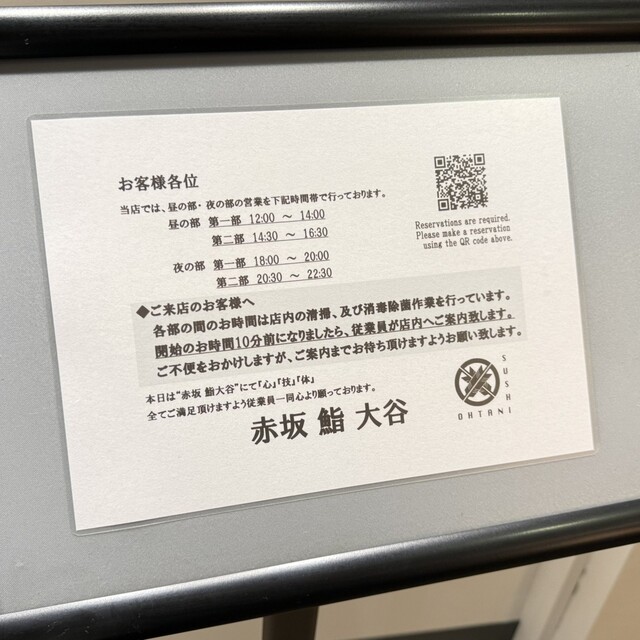 お客様各位
当店では、昼の部・夜の部の営業を下記時間帯で行っております。
昼の部 第一部 12:00 ～ 14:00
第二部 14:30 ～ 16:30
夜の部 第一部 18:00 ～ 20:00
第二部 20:30 ～ 22:30
Reservations are required.
Please make a reservation
using the QR code above.
◆ご来店のお客様へ
各部の間のお時間は店内の清掃、及び消毒除菌作業を行っています。
開始のお時間10分前になりましたら、従業員が店内へご案内致します。
ご不便をおかけしますが、ご案内までお待ち頂けますようお願い致します。
本日は“赤坂 鮨大谷”にて「心」「技」「体」
全てご満足頂けますよう従業員一同心より願っております。
赤坂 鮨 大谷
SUSHI
OHTANI